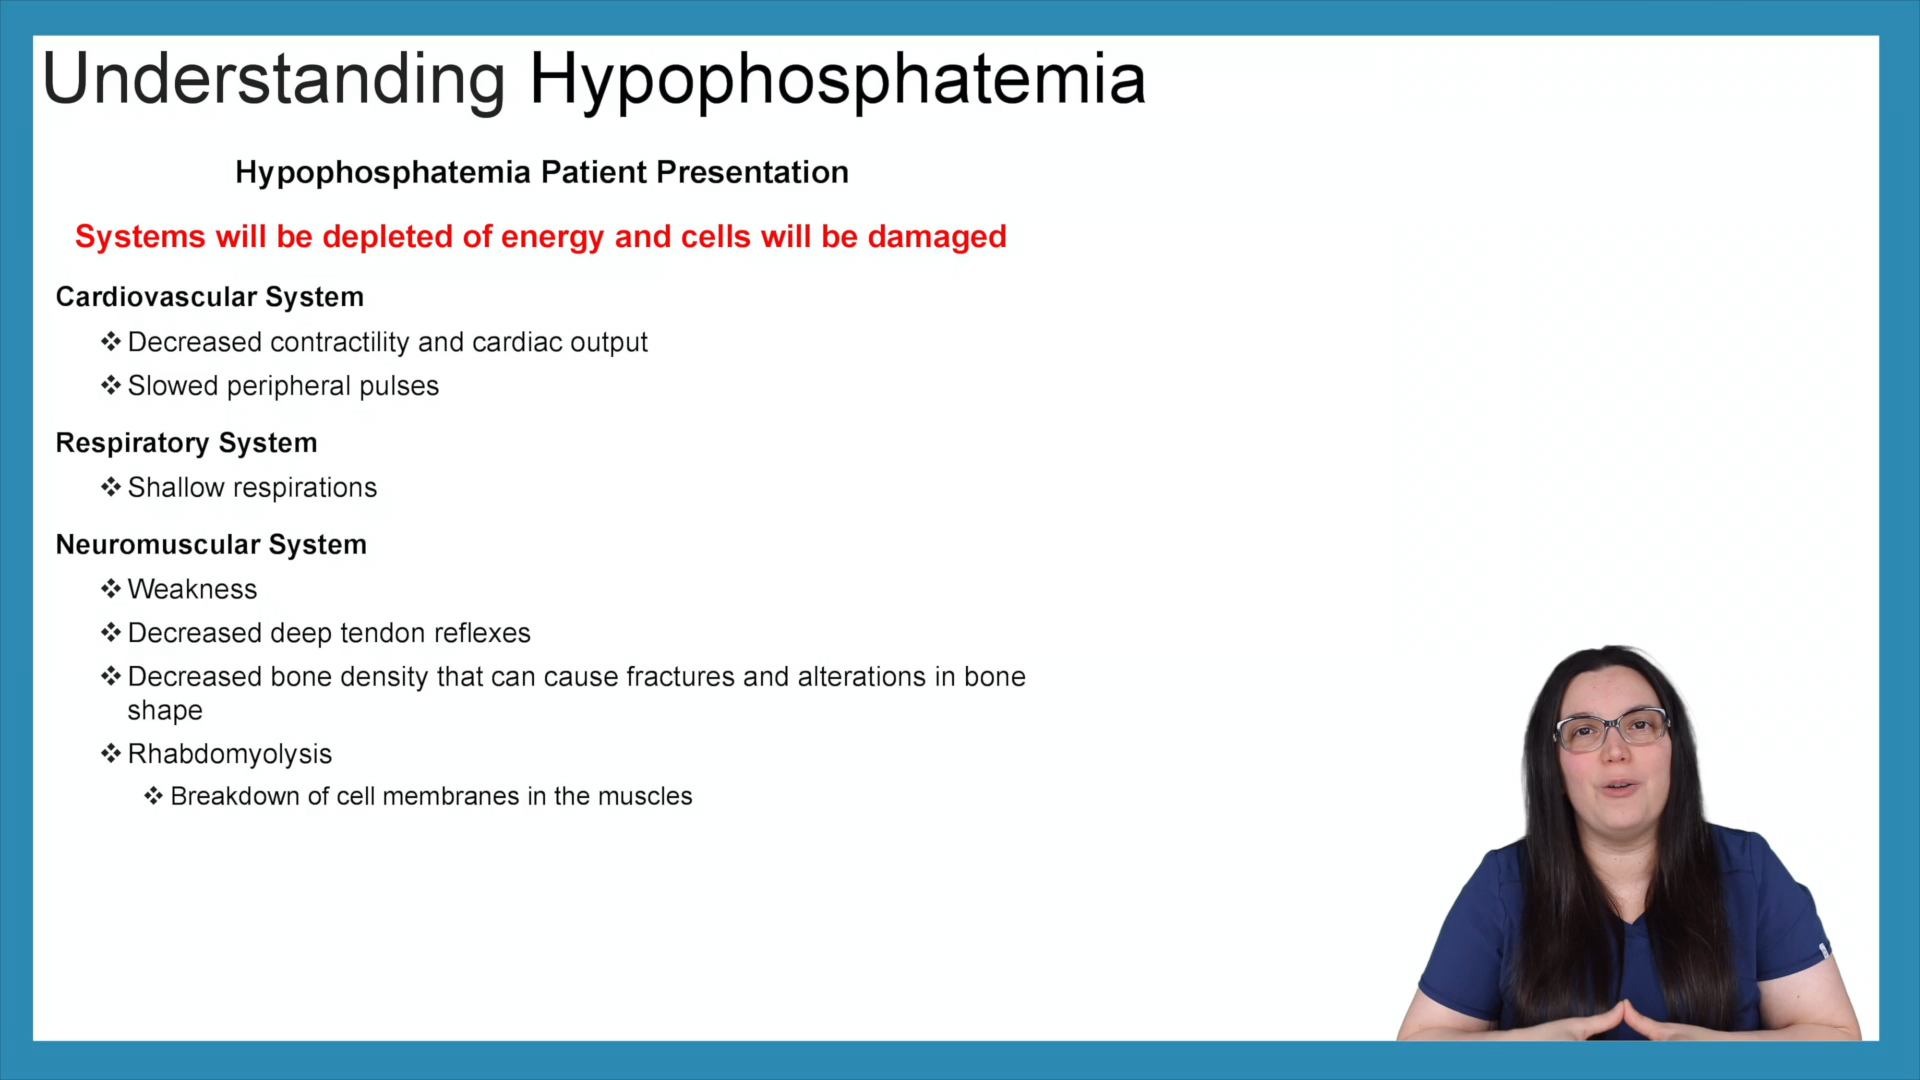 Understanding Hypophosphatemia
Hypophosphatemia Patient Presentation
Systems will be depleted of energy and cells will be damaged
Cardiovascular System
❖ Decreased contractility and cardiac output
❖ Slowed peripheral pulses
Respiratory System
❖ Shallow respirations
Neuromuscular System
❖ Weakness
❖ Decreased deep tendon reflexes
❖ Decreased bone density that can cause fractures and alterations in bone
shape
❖ Rhabdomyolysis
❖ Breakdown of cell membranes in the muscles